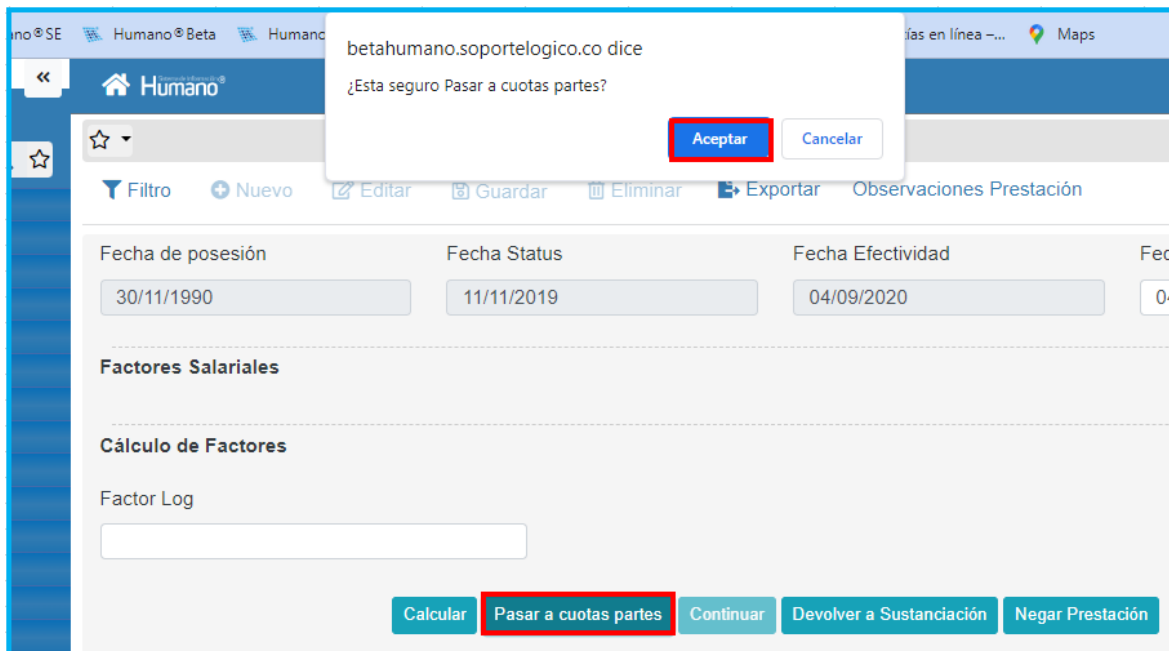 no®SE Humano®Beta Humano ías en línea –... Maps
betahumano.soportelogico.co dice
¿Esta seguro Pasar a cuotas partes?
Aceptar Cancelar
« Humano®
Filtro Nuevo Editar Guardar Eliminar Exportar Observaciones Prestación
Fecha de posesión Fecha Status Fecha Efectividad Fec
30/11/1990 11/11/2019 04/09/2020 04
Factores Salariales
Cálculo de Factores
Factor Log
Calcular Pasar a cuotas partes Continuar Devolver a Sustanciación Negar Prestación